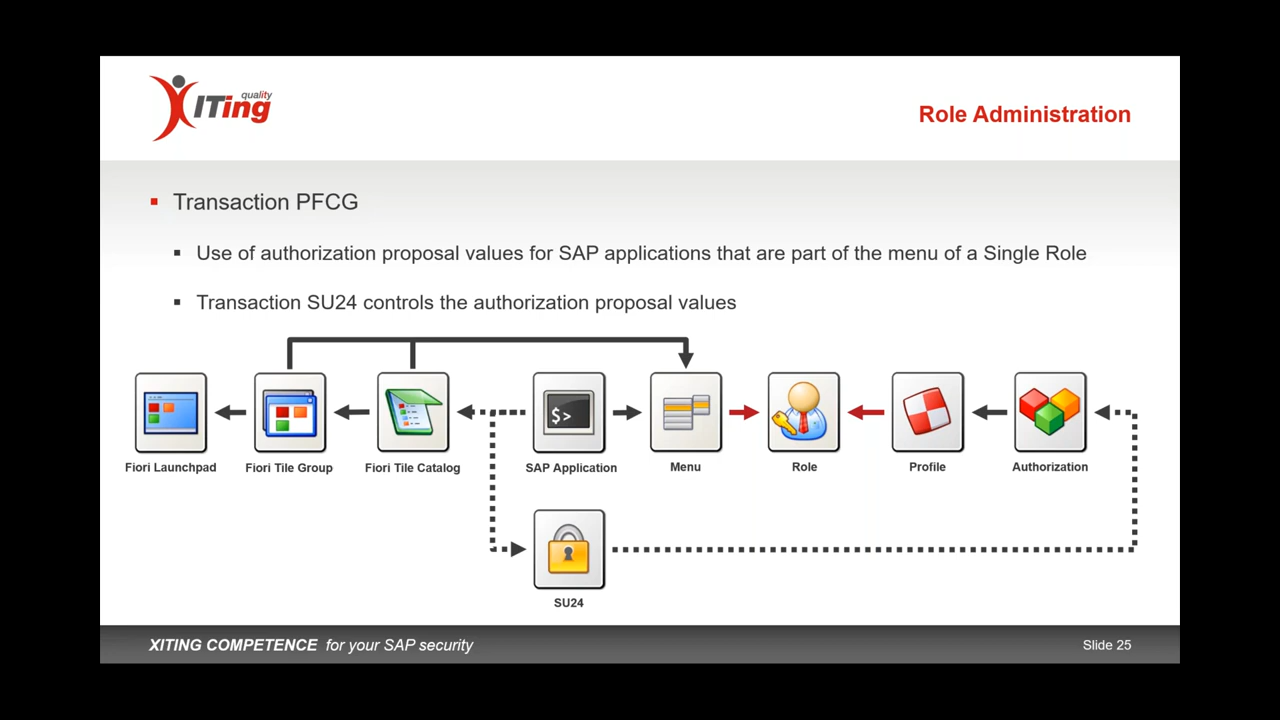 quality
XITing
Role Administration
Transaction PFCG
Use of authorization proposal values for SAP applications that are part of the menu of a Single Role
Transaction SU24 controls the authorization proposal values
$>
Fiori Launchpad
Fiori Tile Group
Fiori Tile Catalog
SAP Application
Menu
Role
Profile
Authorization
SU24
XITING COMPETENCE for your SAP security
Slide 25